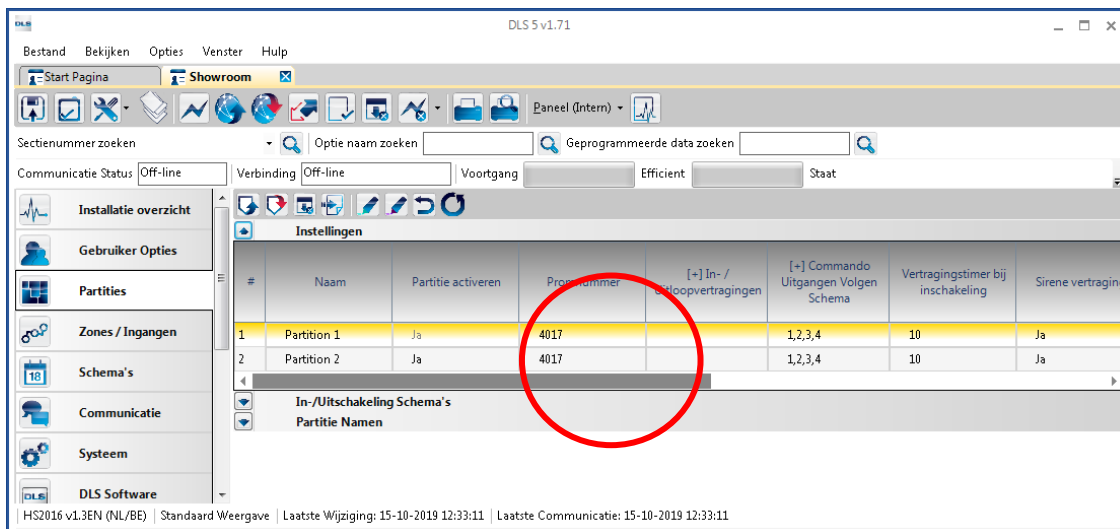 DLS DLS 5 v1.71
Bestand Bekijken Opties Venster Hulp
Start Pagina Showroom
Paneel (Intern)
Sectienummer zoeken Optie naam zoeken Geprogrammeerde data zoeken
Communicatie Status Off-line Verbinding Off-line Voortgang Efficient Staat
Installatie overzicht
Gebruiker Opties
Partities
Zones / Ingangen
18 Schema's
Communicatie
Systeem
DLS DLS Software
Instellingen
# Naam Partitie activeren [+] In- / Uitloopvertragingen [+] Commando Uitgangen Volgen Schema Vertragingstimer bij inschakeling Sirene vertraging
1 Partition 1 Ja 4017 1,2,3,4 10 Ja
2 Partition 2 Ja 4017 1,2,3,4 10 Ja
In-/Uitschakeling Schema's
Partitie Namen
HS2016 v1.3EN (NL/BE) Standaard Weergave Laatste Wijziging: 15-10-2019 12:33:11 Laatste Communicatie: 15-10-2019 12:33:11